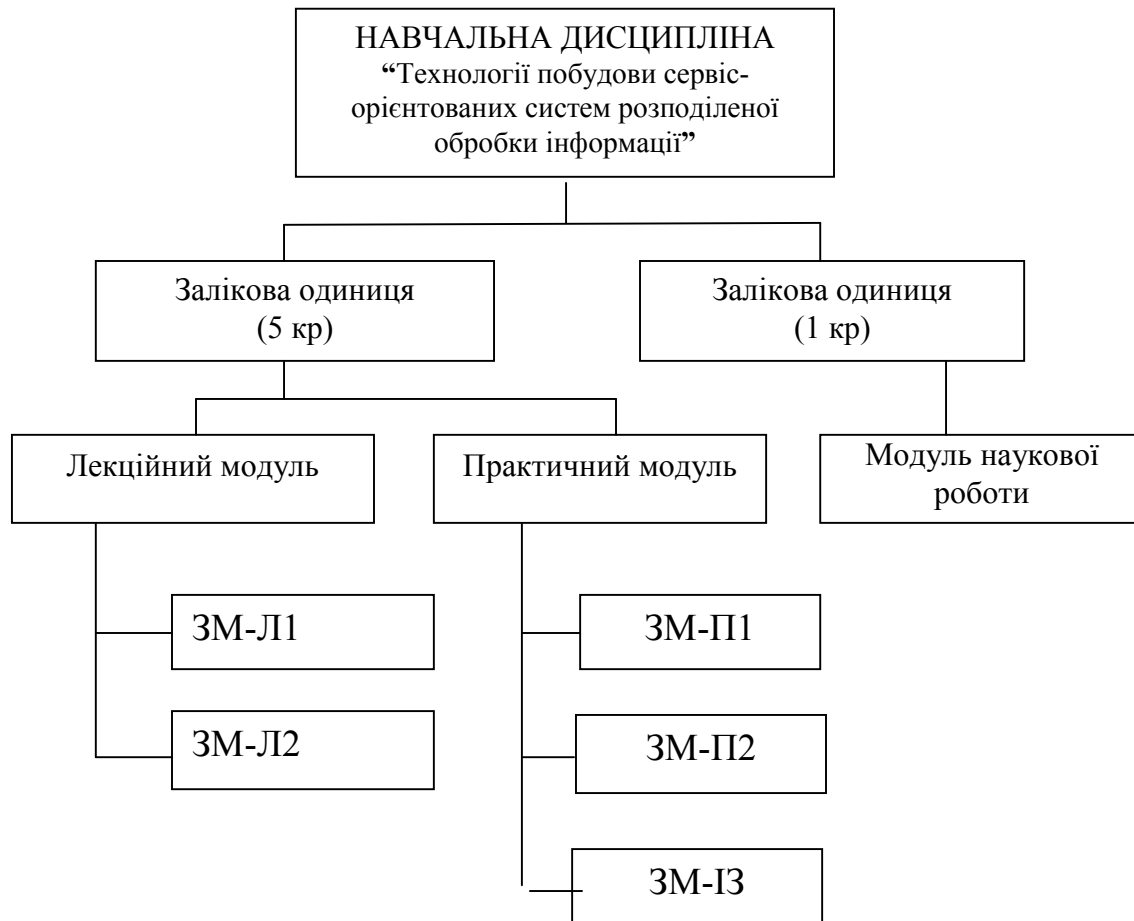 НАВЧАЛЬНА ДИСЦИПЛІНА
“Технології побудови сервіс-
орієнтованих систем розподіленої
обробки інформації”
Залікова одиниця
(5 кр)
Залікова одиниця
(1 кр)
Лекційний модуль
Практичний модуль
Модуль наукової
роботи
ЗМ-Л1
ЗМ-П1
ЗМ-Л2
ЗМ-П2
ЗМ-ІЗ